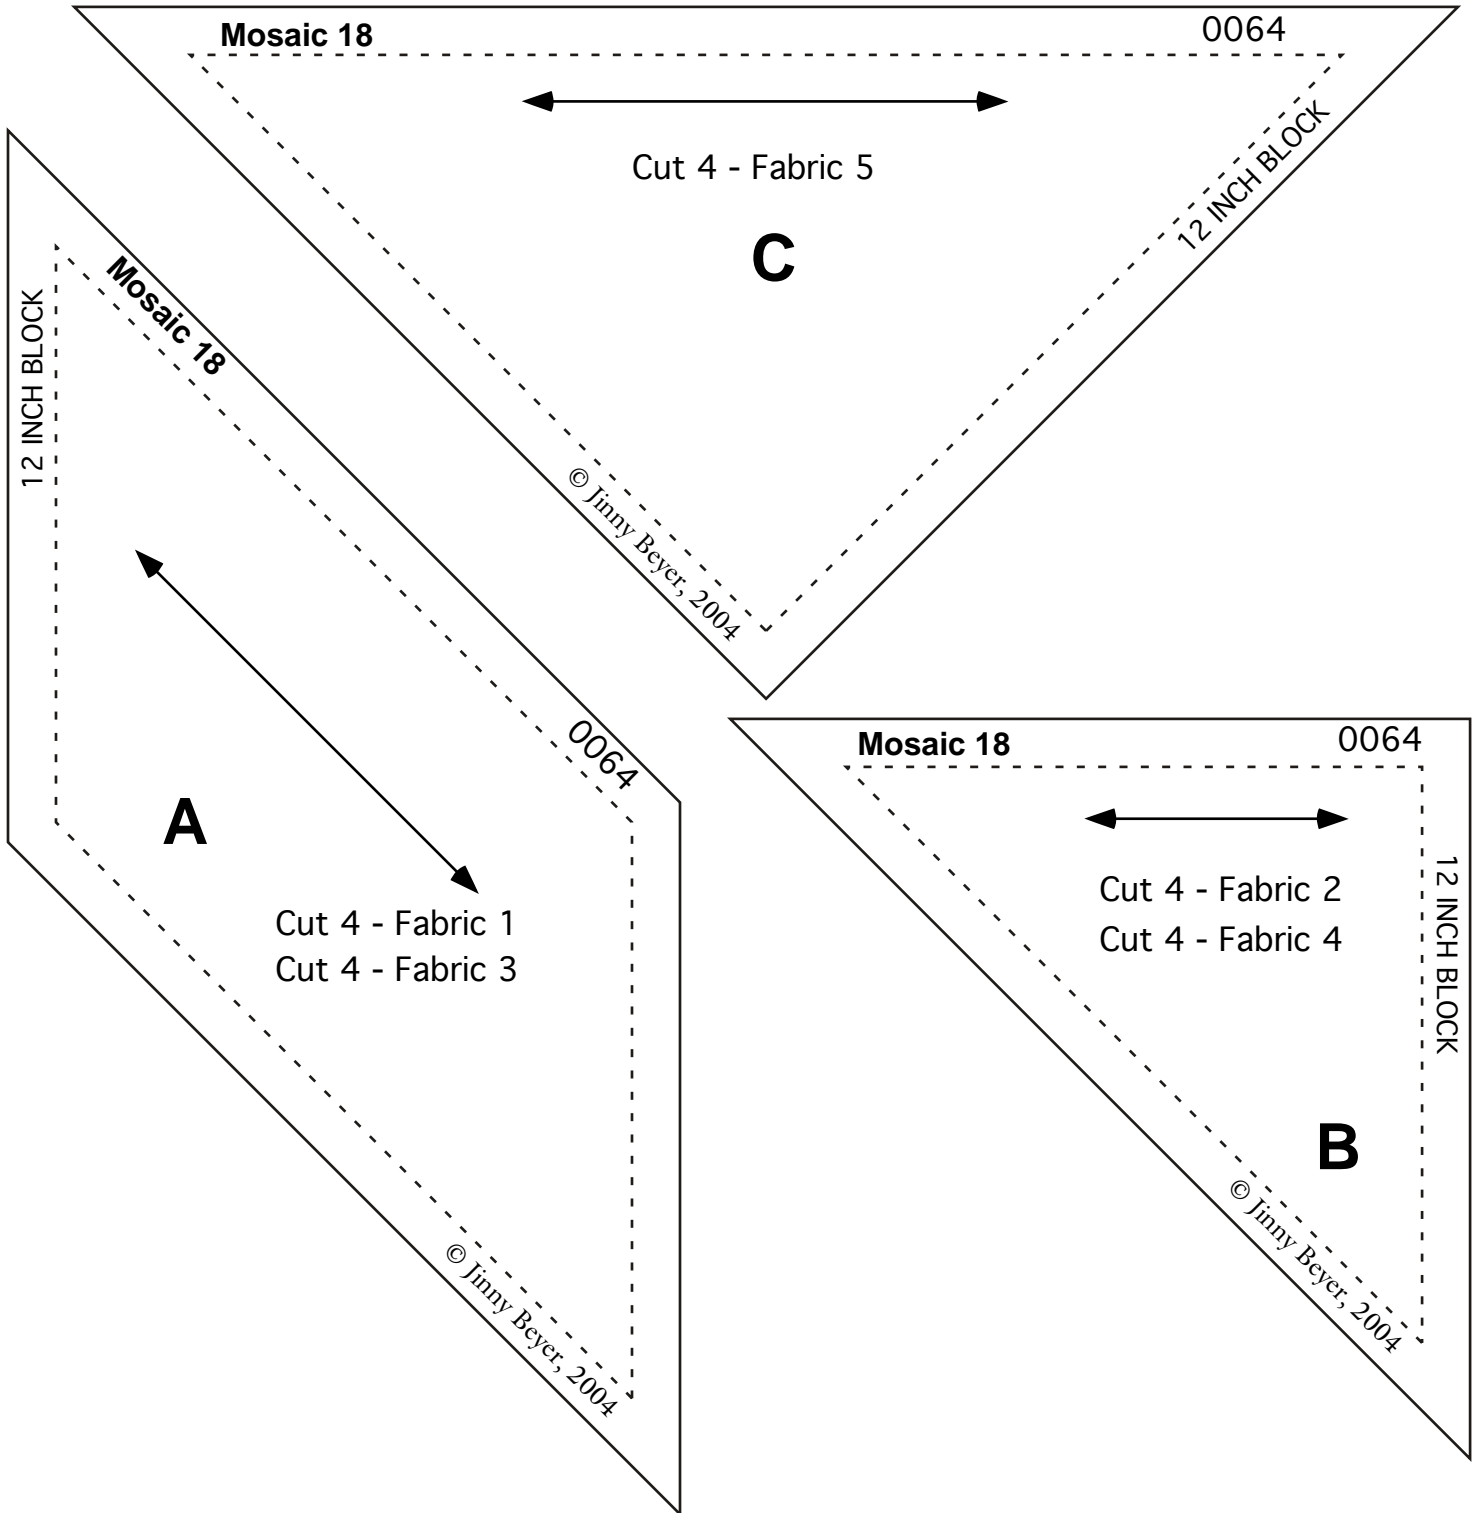 Mosaic 18
0064
Cut 4 - Fabric 5
C
12 INCH BLOCK
© Jinny Beyer, 2004
12 INCH BLOCK
Mosaic 18
0064
A
Cut 4 - Fabric 1
Cut 4 - Fabric 3
© Jinny Beyer, 2004
Mosaic 18
0064
Cut 4 - Fabric 2
Cut 4 - Fabric 4
12 INCH BLOCK
B
© Jinny Beyer, 2004